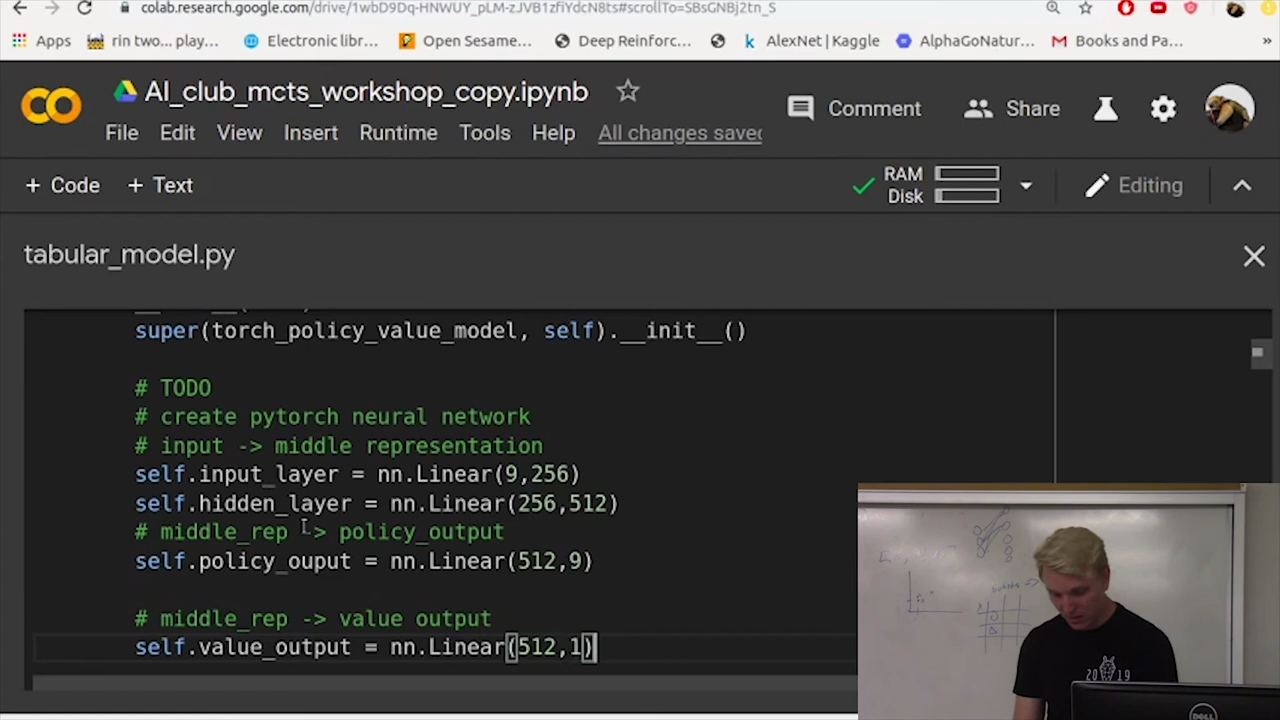 colab.research.google.com/drive/1wbD9Dq-HNWUY_pLM-zJVB1zfiYdcN8ts#scrollTo=SBsGNBj2tn_S
Apps rin two... play... Electronic libr... Open Sesame... Deep Reinforc... AlexNet | Kaggle AlphaGoNatur... Books and Pa... »
AI_club_mcts_workshop_copy.ipynb
Comment Share
File Edit View Insert Runtime Tools Help All changes saved
+ Code + Text RAM Disk Editing
tabular_model.py
super(torch_policy_value_model, self).__init__()
# TODO
# create pytorch neural network
# input -> middle representation
self.input_layer = nn.Linear(9,256)
self.hidden_layer = nn.Linear(256,512)
# middle_rep -> policy_output
self.policy_ouput = nn.Linear(512,9)
# middle_rep -> value output
self.value_output = nn.Linear(512,1)
2019
DELL